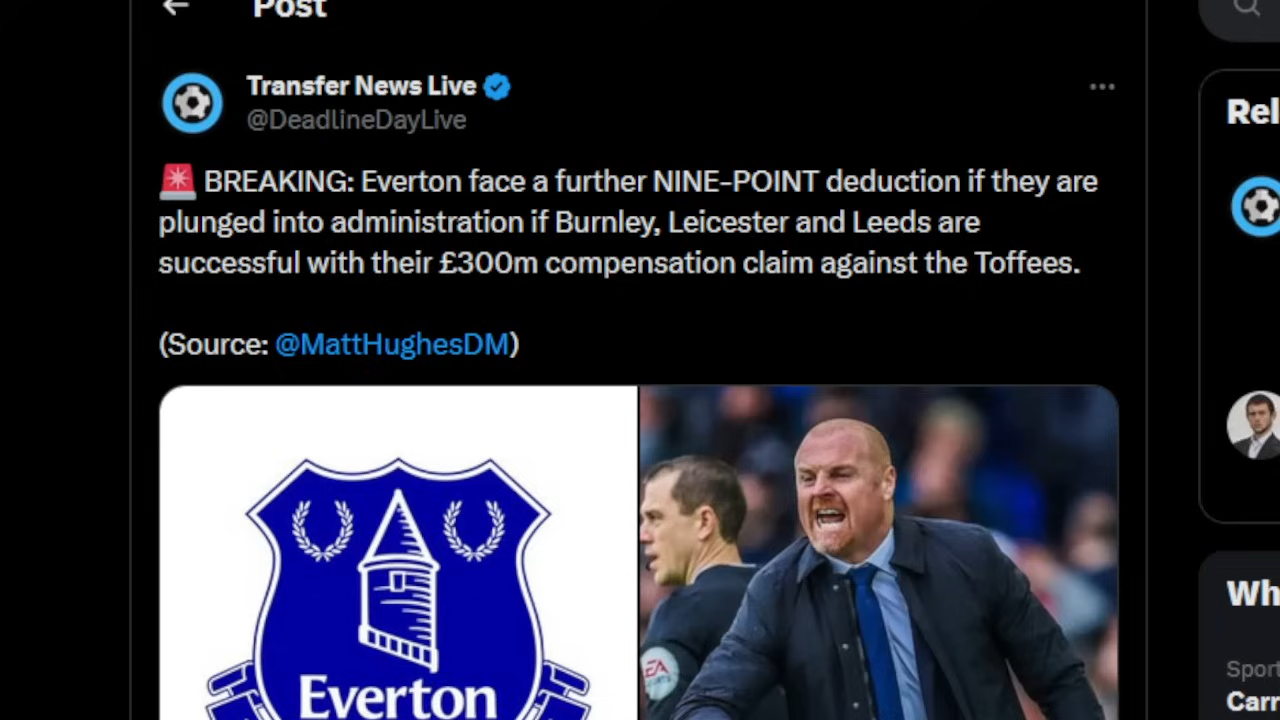 Post
Transfer News Live
@DeadlineDayLive
🚨 BREAKING: Everton face a further NINE-POINT deduction if they are
plunged into administration if Burnley, Leicester and Leeds are
successful with their £300m compensation claim against the Toffees.
(Source: @MattHughesDM)
Everton
EA
SPORTS
Rel
Wh
Sport
Carr